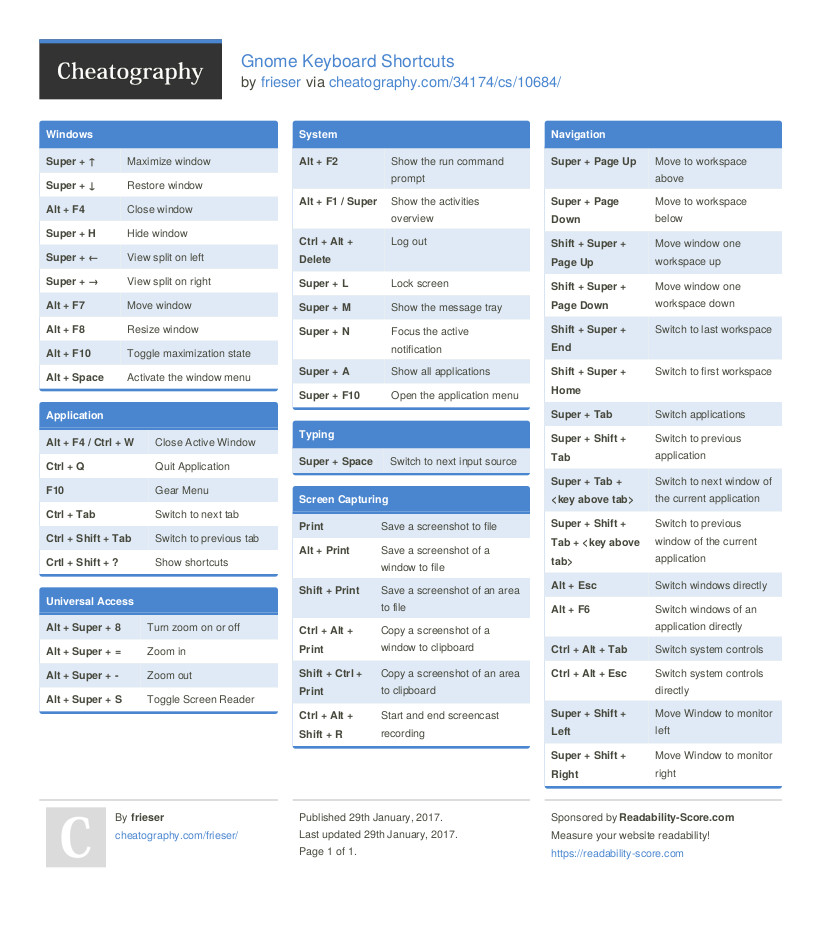 Cheatography
Gnome Keyboard Shortcuts
by frieser via cheatography.com/34174/cs/10684/
Windows
Super + ↑ Maximize window
Super + ↓ Restore window
Alt + F4 Close window
Super + H Hide window
Super + ← View split on left
Super + → View split on right
Alt + F7 Move window
Alt + F8 Resize window
Alt + F10 Toggle maximization state
Alt + Space Activate the window menu
Application
Alt + F4 / Ctrl + W Close Active Window
Ctrl + Q Quit Application
F10 Gear Menu
Ctrl + Tab Switch to next tab
Ctrl + Shift + Tab Switch to previous tab
Crtl + Shift + ? Show shortcuts
Universal Access
Alt + Super + 8 Turn zoom on or off
Alt + Super + = Zoom in
Alt + Super + - Zoom out
Alt + Super + S Toggle Screen Reader
System
Alt + F2 Show the run command
prompt
Alt + F1 / Super Show the activities
overview
Ctrl + Alt + Log out
Delete
Super + L Lock screen
Super + M Show the message tray
Super + N Focus the active
notification
Super + A Show all applications
Super + F10 Open the application menu
Typing
Super + Space Switch to next input source
Screen Capturing
Print Save a screenshot to file
Alt + Print Save a screenshot of a
window to file
Shift + Print Save a screenshot of an area
to file
Ctrl + Alt + Copy a screenshot of a
Print window to clipboard
Shift + Ctrl + Copy a screenshot of an area
Print to clipboard
Ctrl + Alt + Start and end screencast
Shift + R recording
Navigation
Super + Page Up Move to workspace
above
Super + Page Move to workspace
Down below
Shift + Super + Move window one
Page Up workspace up
Shift + Super + Move window one
Page Down workspace down
Shift + Super + Switch to last workspace
End
Shift + Super + Switch to first workspace
Home
Super + Tab Switch applications
Super + Shift + Switch to previous
Tab application
Super + Tab + Switch to next window of
<key above tab> the current application
Super + Shift + Switch to previous
Tab + <key above window of the current
tab> application
Alt + Esc Switch windows directly
Alt + F6 Switch windows of an
application directly
Ctrl + Alt + Tab Switch system controls
Ctrl + Alt + Esc Switch system controls
directly
Super + Shift + Move Window to monitor
Left left
Super + Shift + Move Window to monitor
Right right
C
By frieser
cheatography.com/frieser/
Published 29th January, 2017.
Last updated 29th January, 2017.
Page 1 of 1.
Sponsored by Readability-Score.com
Measure your website readability!
https://readability-score.com